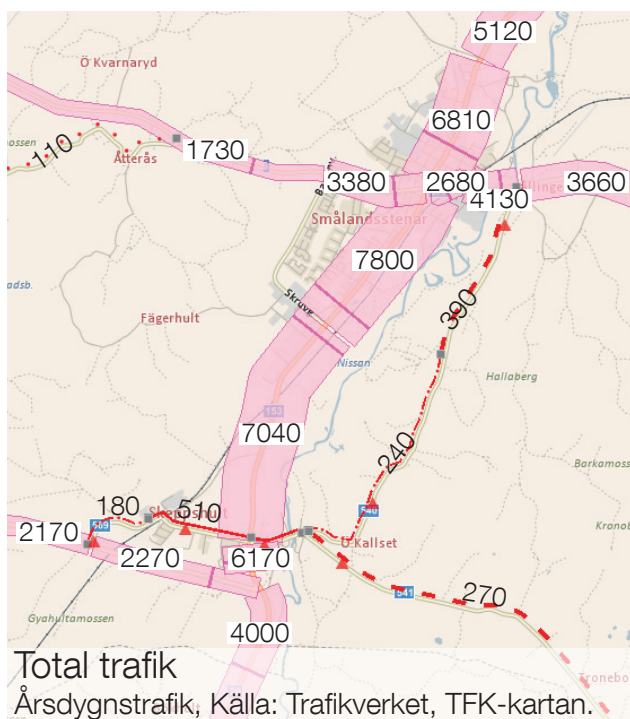 5120
Ö Kvarnaryd
6810
110
Åtterås
1730
3380
2680
3660
4130
Smålandsstenar
7800
Skruvg
390
Fägerhult
Nissan
Hallaberg
153
7040
240
180
Skeppshult
510
2170
589
540
2270
6170
Ö Kallset
541
270
Gyahultamossen
4000
Total trafik
Årsdygnstrafik, Källa: Trafikverket, TFK-kartan.